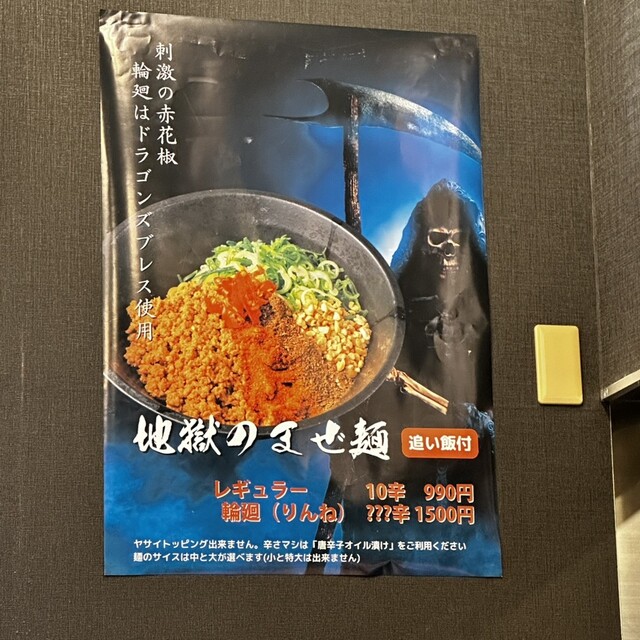 刺激の赤花椒
輪廻はドラゴンズブレス使用
地獄のまぜ麺
追い飯付
レギュラー 10辛 990円
輪廻（りんね） ???辛 1500円
ヤサイトッピング出来ません。辛さマシは「唐辛子オイル漬け」をご利用ください
麺のサイズは中と大が選べます(小と特大は出来ません)